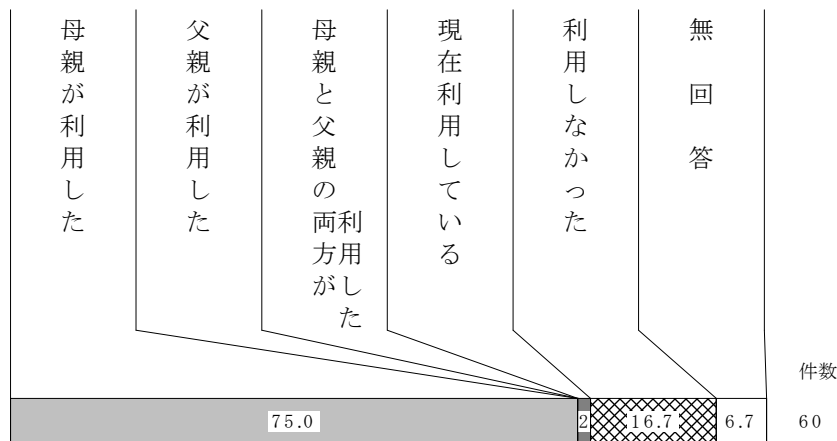 母親が利用した
父親が利用した
母親と父親の両方が
利用した
現在利用している
利用しなかった
無回答
件数
75.0
2
16.7
6.7
60